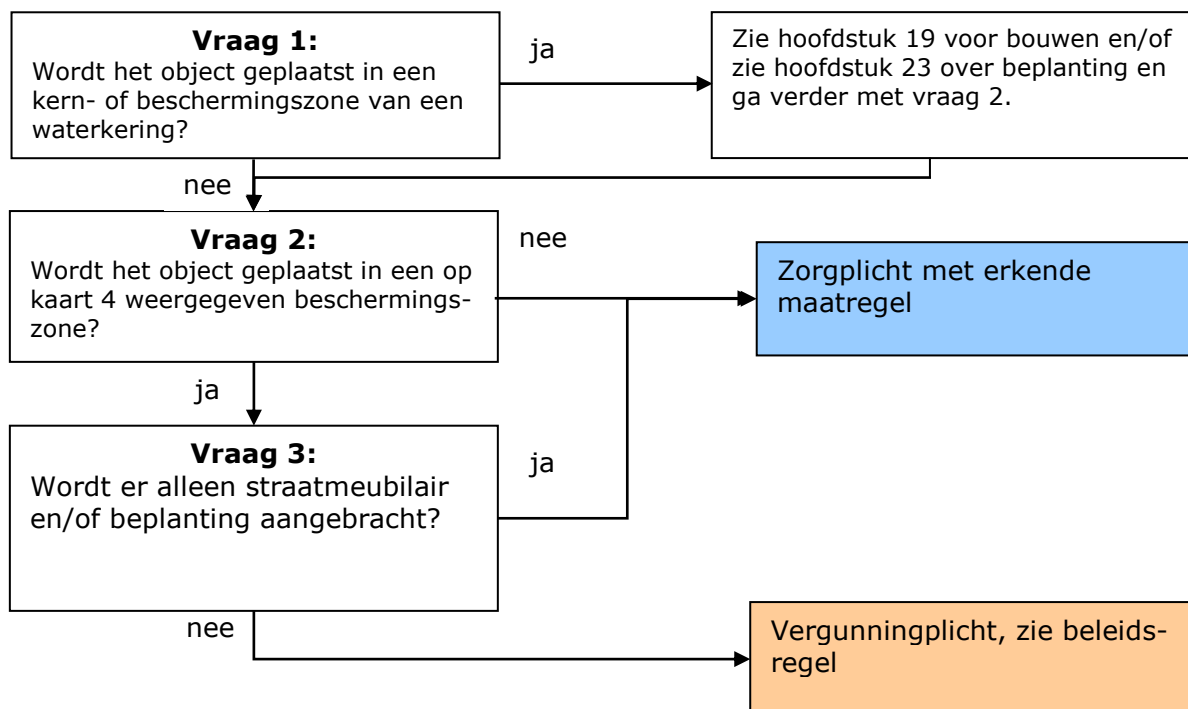 Vraag 1:
Wordt het object geplaatst in een
kern- of beschermingszone van een
waterkering?
ja
Zie hoofdstuk 19 voor bouwen en/of
zie hoofdstuk 23 over beplanting en
ga verder met vraag 2.
nee
Vraag 2:
Wordt het object geplaatst in een op
kaart 4 weergegeven beschermings-
zone?
nee
Zorgplicht met erkende
maatregel
ja
Vraag 3:
Wordt er alleen straatmeubilair
en/of beplanting aangebracht?
ja
nee
Vergunningplicht, zie beleids-
regel